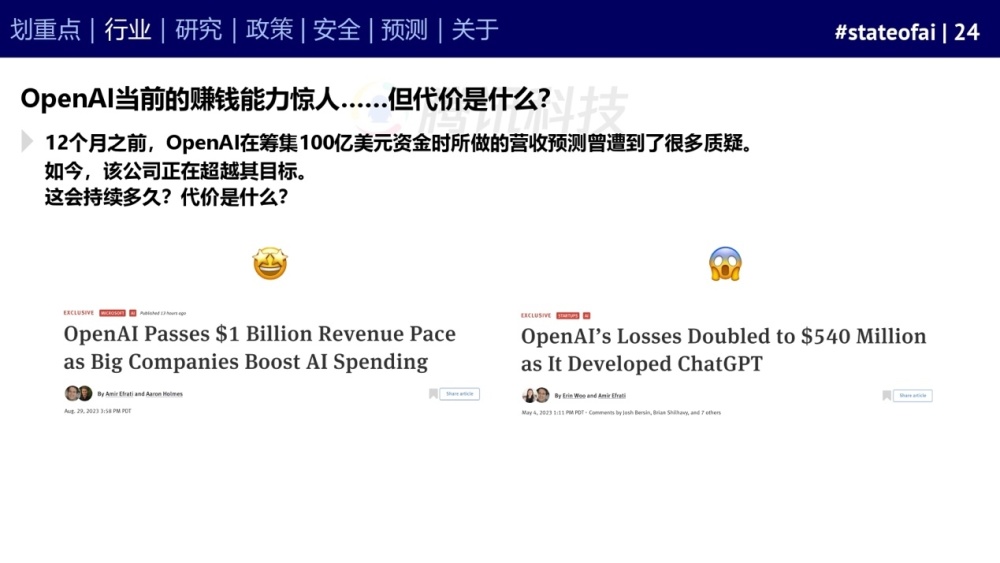 划重点 | 行业 | 研究 | 政策 | 安全 | 预测 | 关于
#stateofai | 24
腾讯科技
OpenAI当前的赚钱能力惊人……但代价是什么？
12个月之前，OpenAI在筹集100亿美元资金时所做的营收预测曾遭到了很多质疑。
如今，该公司正在超越其目标。
这会持续多久？代价是什么？
EXCLUSIVE MICROSOFT AI Published 13 hours ago
OpenAI Passes $1 Billion Revenue Pace
as Big Companies Boost AI Spending
By Amir Efrati and Aaron Holmes
Share article
Aug. 29, 2023 3:58 PM PDT
EXCLUSIVE STARTUPS AI
OpenAI’s Losses Doubled to $540 Million
as It Developed ChatGPT
By Erin Woo and Amir Efrati
Share article
May 4, 2023 1:11 PM PDT · Comments by Josh Bersin, Brian Shilhavy, and 7 others